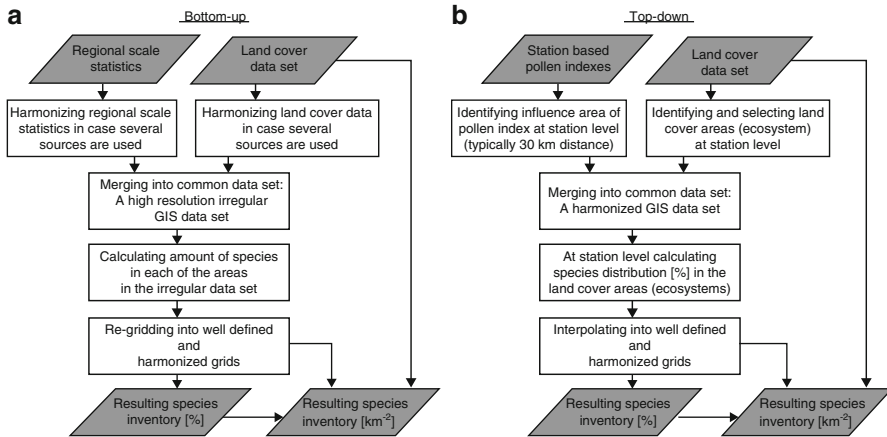 a
Bottom-up
Regional scale
statistics
Land cover
data set
Harmonizing regional scale
statistics in case several
sources are used
Harmonizing land cover data
in case several
sources are used
Merging into common data set:
A high resolution irregular
GIS data set
Calculating amount of species
in each of the areas
in the irregular data set
Re-gridding into well defined
and
harmonized grids
Resulting species
inventory [%]
Resulting species
inventory [km-2]
b
Top-down
Station based
pollen indexes
Land cover
data set
Identifying influence area of
pollen index at station level
(typically 30 km distance)
Identifying and selecting land
cover areas (ecosystem)
at station level
Merging into common data set:
A harmonized GIS data set
At station level calculating
species distribution [%] in the
land cover areas (ecosystems)
Interpolating into well defined
and
harmonized grids
Resulting species
inventory [%]
Resulting species
inventory [km-2]